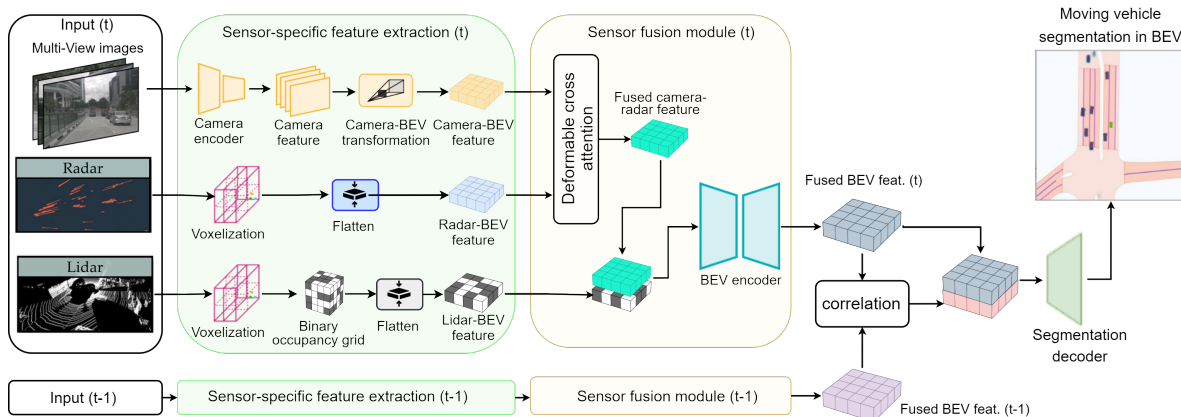 Input (t)
Multi-View images
Radar
Lidar
Sensor-specific feature extraction (t)
Camera
encoder
Camera
feature
Camera-BEV
transformation
Camera-BEV
feature
Voxelization
Flatten
Radar-BEV
feature
Voxelization
Binary
occupancy grid
Flatten
Lidar-BEV
feature
Sensor fusion module (t)
Deformable cross
attention
Fused camera-
radar feature
BEV encoder
Fused BEV feat. (t)
correlation
Moving vehicle
segmentation in BEV
Segmentation
decoder
Input (t-1)
Sensor-specific feature extraction (t-1)
Sensor fusion module (t-1)
Fused BEV feat. (t-1)